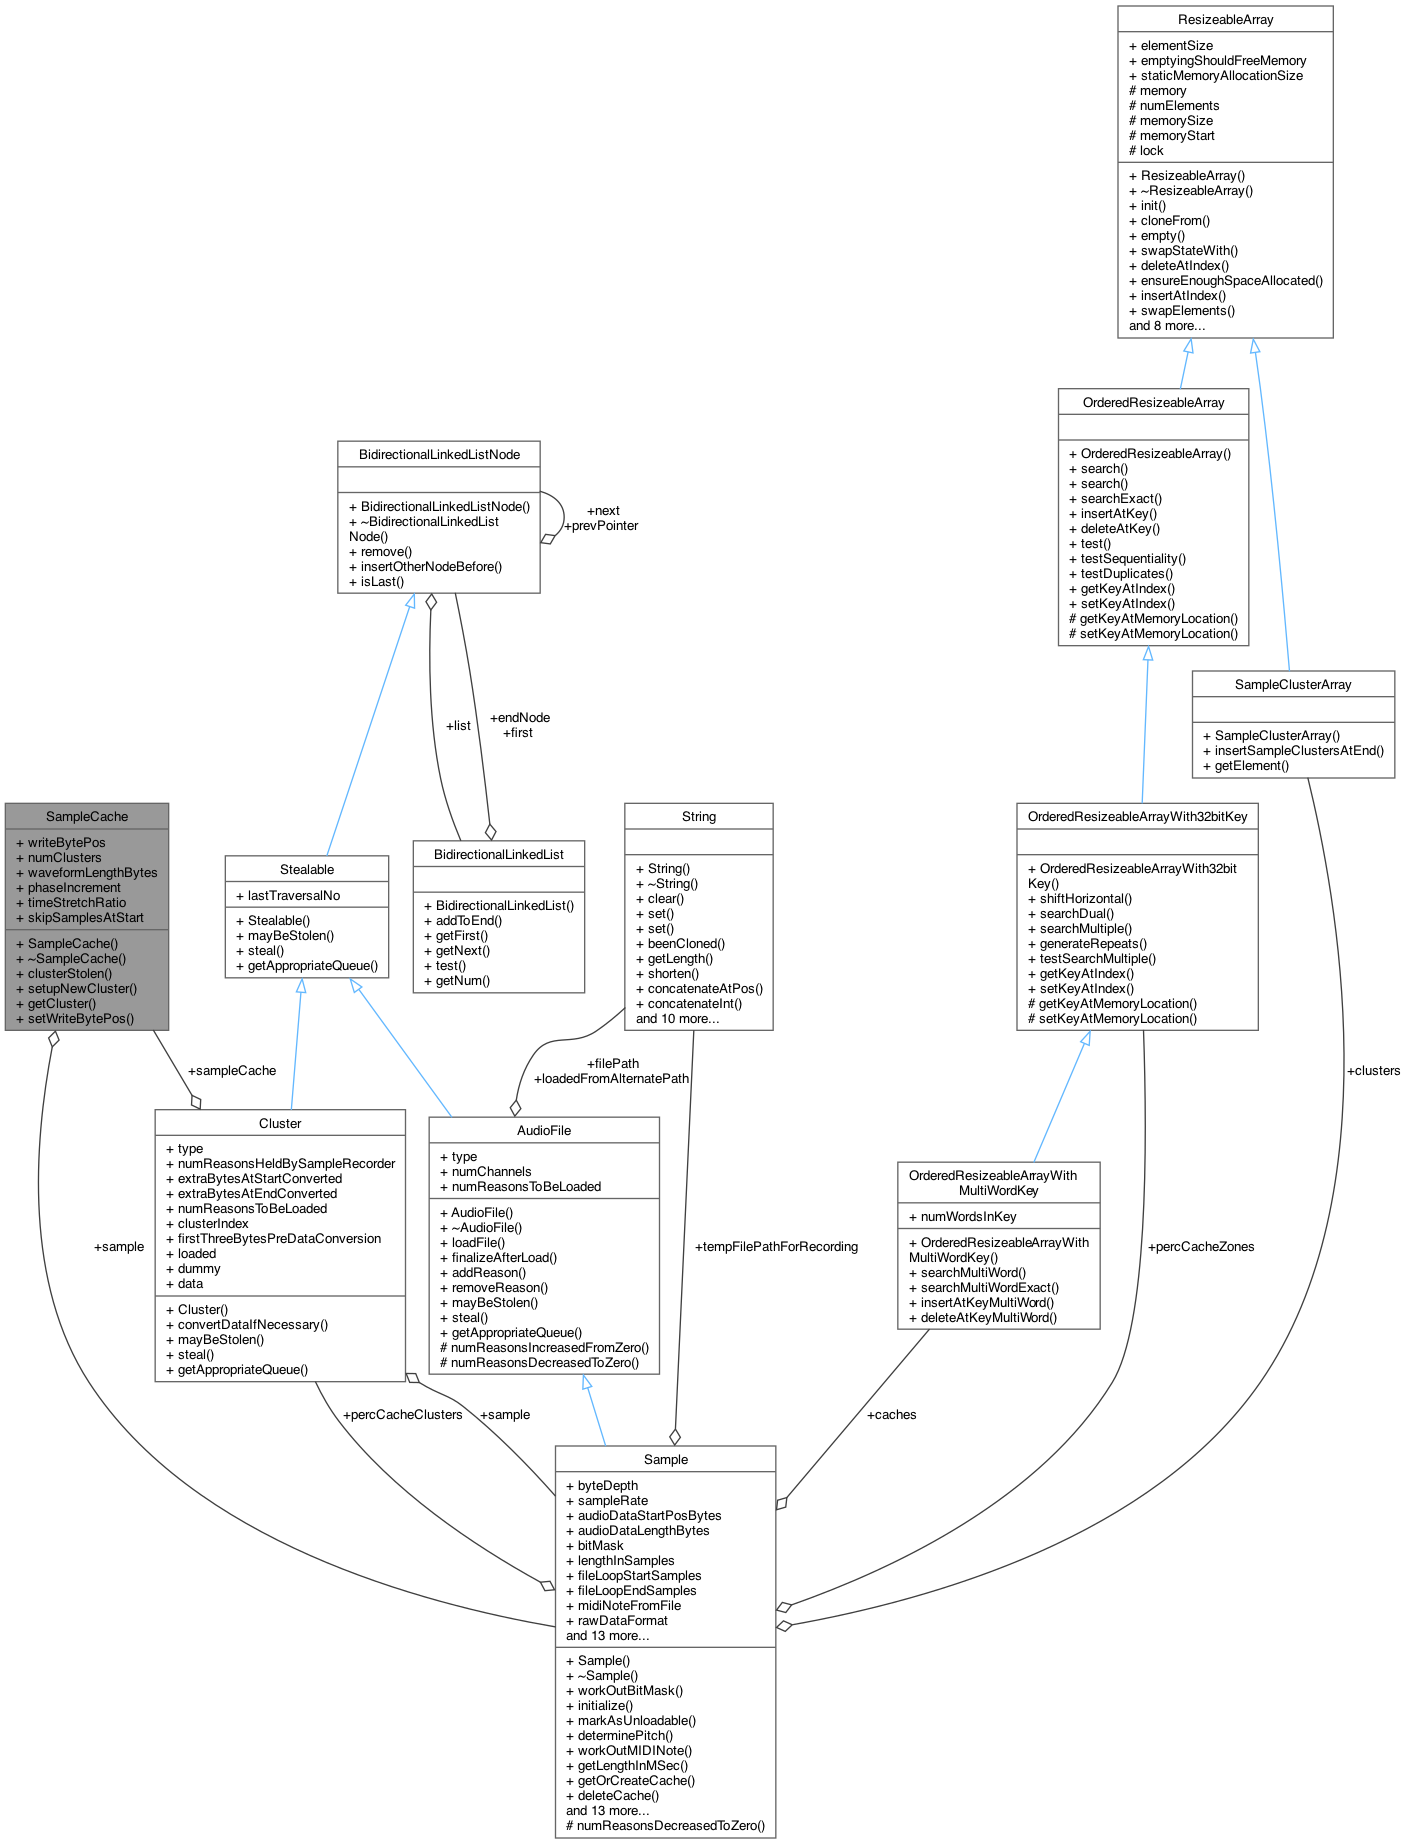 ResizeableArray
+ elementSize
+ emptyingShouldFreeMemory
+ staticMemoryAllocationSize
# memory
# numElements
# memorySize
# memoryStart
# lock
+ ResizeableArray()
+ ~ResizeableArray()
+ init()
+ cloneFrom()
+ empty()
+ swapStateWith()
+ deleteAtIndex()
+ ensureEnoughSpaceAllocated()
+ insertAtIndex()
+ swapElements()
and 8 more...
OrderedResizeableArray
+ OrderedResizeableArray()
+ search()
+ search()
+ searchExact()
+ insertAtKey()
+ deleteAtKey()
+ test()
+ testSequentiality()
+ testDuplicates()
+ getKeyAtIndex()
+ setKeyAtIndex()
# getKeyAtMemoryLocation()
# setKeyAtMemoryLocation()
BidirectionalLinkedListNode
+ BidirectionalLinkedListNode()
+ ~BidirectionalLinkedList
Node()
+ remove()
+ insertOtherNodeBefore()
+ isLast()
+next
+prevPointer
SampleClusterArray
+ SampleClusterArray()
+ insertSampleClustersAtEnd()
+ getElement()
+list
+endNode
+first
SampleCache
+ writeBytePos
+ numClusters
+ waveformLengthBytes
+ phaseIncrement
+ timeStretchRatio
+ skipSamplesAtStart
+ SampleCache()
+ ~SampleCache()
+ clusterStolen()
+ setupNewCluster()
+ getCluster()
+ setWriteBytePos()
Stealable
+ lastTraversalNo
+ Stealable()
+ mayBeStolen()
+ steal()
+ getAppropriateQueue()
BidirectionalLinkedList
+ BidirectionalLinkedList()
+ addToEnd()
+ getFirst()
+ getNext()
+ test()
+ getNum()
String
+ String()
+ ~String()
+ clear()
+ set()
+ set()
+ beenCloned()
+ getLength()
+ shorten()
+ concatenateAtPos()
+ concatenateInt()
and 10 more...
OrderedResizeableArrayWith32bitKey
+ OrderedResizeableArrayWith32bit
Key()
+ shiftHorizontal()
+ searchDual()
+ searchMultiple()
+ generateRepeats()
+ testSearchMultiple()
+ getKeyAtIndex()
+ setKeyAtIndex()
# getKeyAtMemoryLocation()
# setKeyAtMemoryLocation()
+sampleCache
+filePath
+loadedFromAlternatePath
+clusters
Cluster
+ type
+ numReasonsHeldBySampleRecorder
+ extraBytesAtStartConverted
+ extraBytesAtEndConverted
+ numReasonsToBeLoaded
+ clusterIndex
+ firstThreeBytesPreDataConversion
+ loaded
+ dummy
+ data
+ Cluster()
+ convertDataIfNecessary()
+ mayBeStolen()
+ steal()
+ getAppropriateQueue()
AudioFile
+ type
+ numChannels
+ numReasonsToBeLoaded
+ AudioFile()
+ ~AudioFile()
+ loadFile()
+ finalizeAfterLoad()
+ addReason()
+ removeReason()
+ mayBeStolen()
+ steal()
+ getAppropriateQueue()
# numReasonsIncreasedFromZero()
# numReasonsDecreasedToZero()
OrderedResizeableArrayWith
MultiWordKey
+ numWordsInKey
+ OrderedResizeableArrayWith
MultiWordKey()
+ searchMultiWord()
+ searchMultiWordExact()
+ insertAtKeyMultiWord()
+ deleteAtKeyMultiWord()
+sample
+tempFilePathForRecording
+percCacheZones
+percCacheClusters
+sample
+caches
Sample
+ byteDepth
+ sampleRate
+ audioDataStartPosBytes
+ audioDataLengthBytes
+ bitMask
+ lengthInSamples
+ fileLoopStartSamples
+ fileLoopEndSamples
+ midiNoteFromFile
+ rawDataFormat
and 13 more...
+ Sample()
+ ~Sample()
+ workOutBitMask()
+ initialize()
+ markAsUnloadable()
+ determinePitch()
+ workOutMIDINote()
+ getLengthInMSec()
+ getOrCreateCache()
+ deleteCache()
and 13 more...
# numReasonsDecreasedToZero()